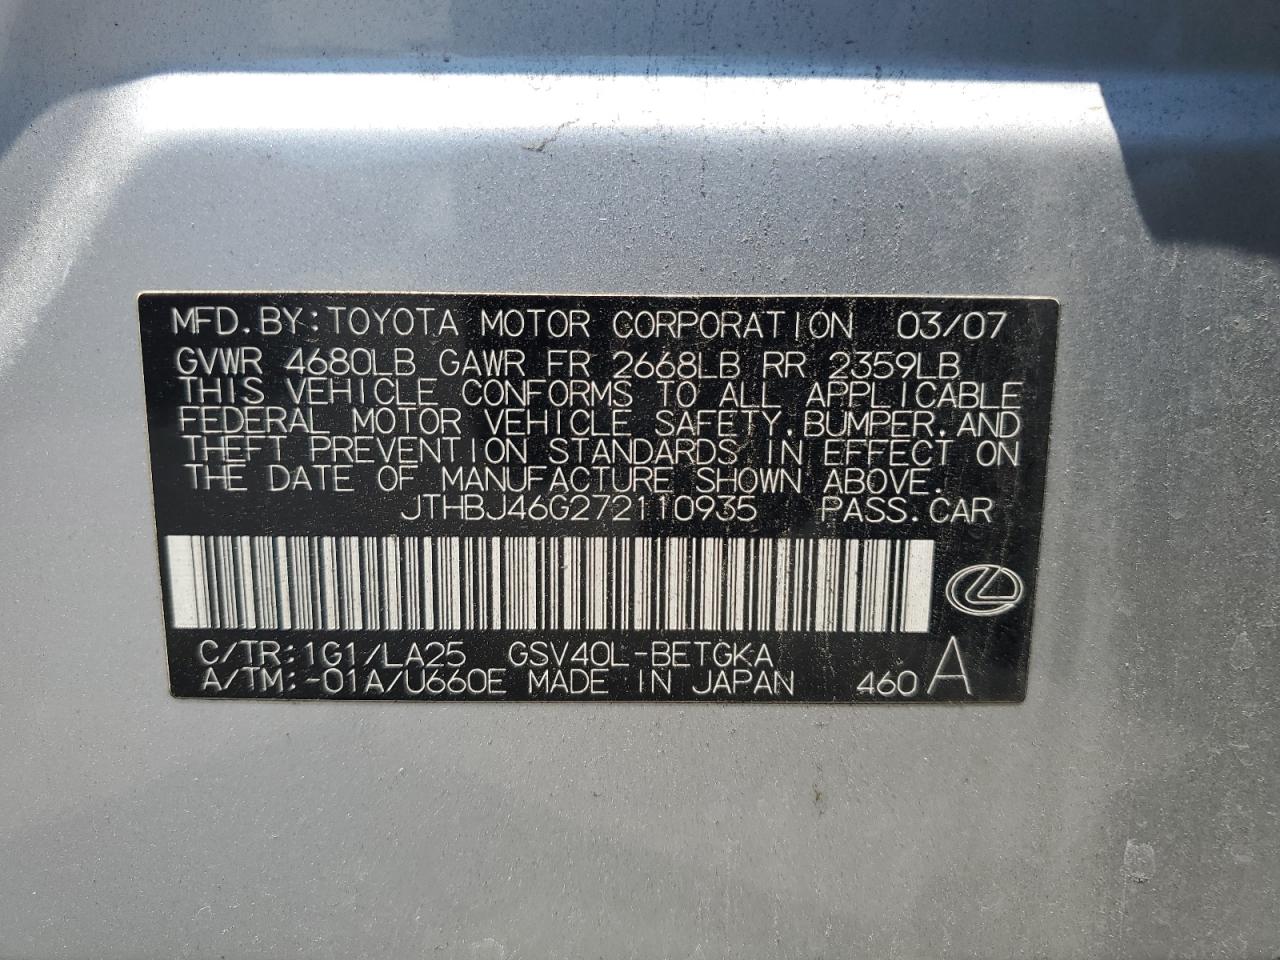 MFD.BY:TOYOTA MOTOR CORPORATION 03/07
GVWR 4680LB GAWR FR 2668LB RR 2359LB
THIS VEHICLE CONFORMS TO ALL APPLICABLE
FEDERAL MOTOR VEHICLE SAFETY,BUMPER,AND
THEFT PREVENTION STANDARDS IN EFFECT ON
THE DATE OF MANUFACTURE SHOWN ABOVE.
JTHBJ46G272110935 PASS.CAR
C/TR:1G1/LA25 GSV40L-BETGKA
A/TM:-01A/U660E MADE IN JAPAN 460 A